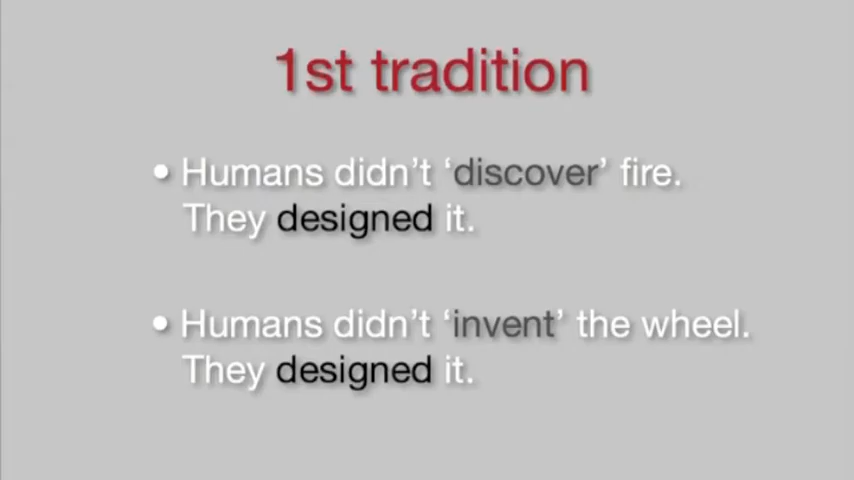 1st tradition
• Humans didn’t ‘discover’ fire.
They designed it.
• Humans didn’t ‘invent’ the wheel.
They designed it.